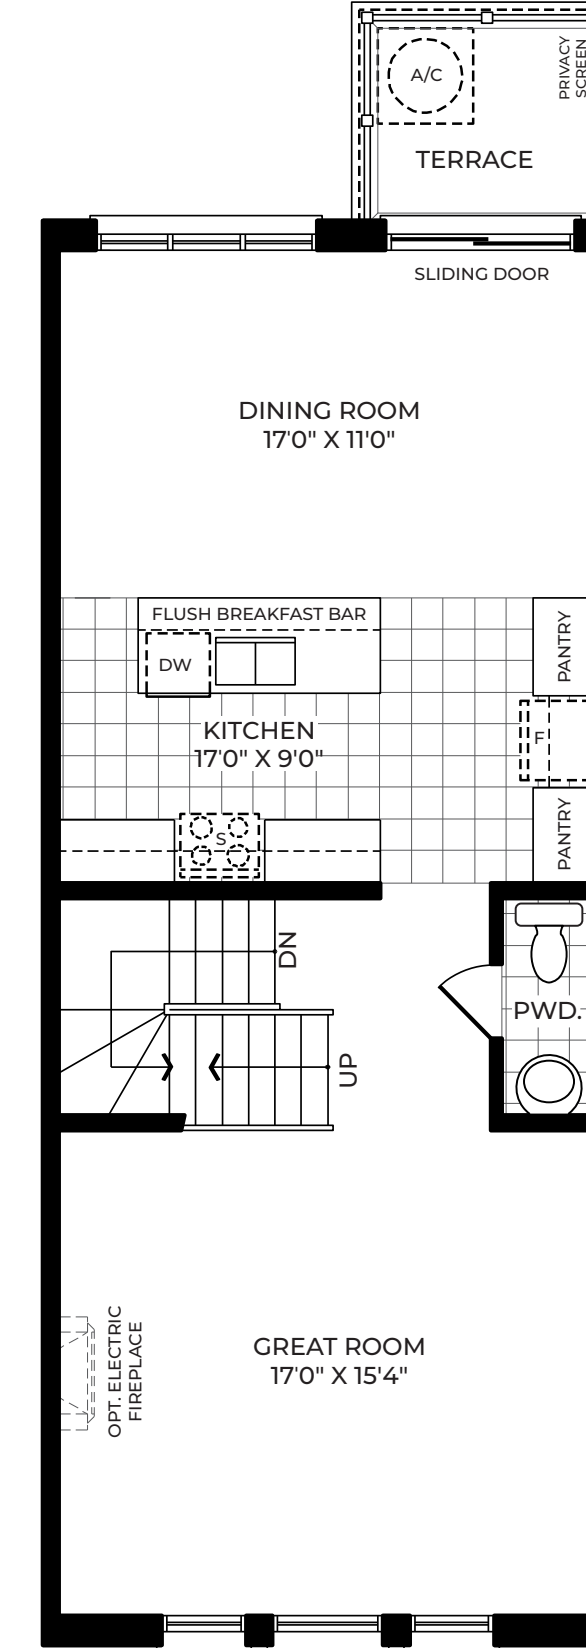 A/C
PRIVACY
SCREEN
TERRACE
SLIDING DOOR
DINING ROOM
17'0" X 11'0"
FLUSH BREAKFAST BAR
DW
PANTRY
KITCHEN
17'0" X 9'0"
F
S
PANTRY
DN
PWD.
UP
OPT. ELECTRIC
FIREPLACE
GREAT ROOM
17'0" X 15'4"